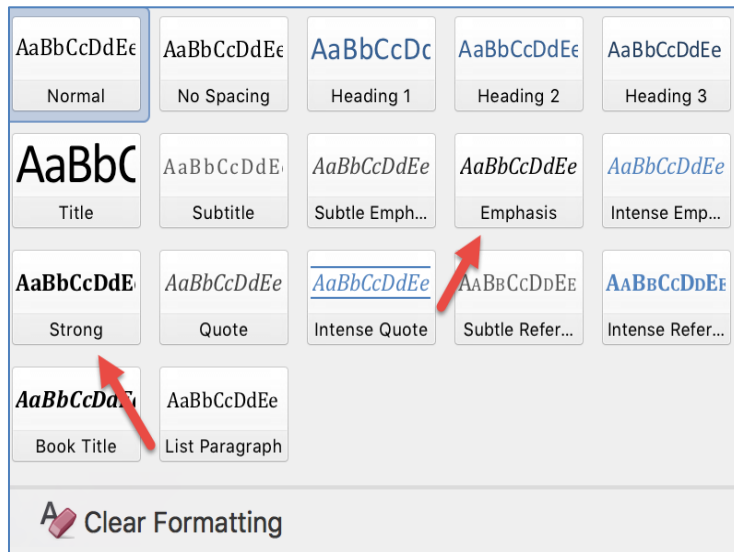 AaBbCcDdEe AaBbCcDdEe AaBbCcDc AaBbCcDdEe AaBbCcDdEe
Normal No Spacing Heading 1 Heading 2 Heading 3
AaBbC AaBbCcDdE AaBbCcDdEe AaBbCcDdEe AaBbCcDdEe
Title Subtitle Subtle Emph... Emphasis Intense Emp...
AaBbCcDdE AaBbCcDdEe AaBbCcDdEe AaBbCcDdEe AaBbCcDdEe
Strong Quote Intense Quote Subtle Refer... Intense Refer...
AaBbCcDdE AaBbCcDdEe
Book Title List Paragraph
A Clear Formatting